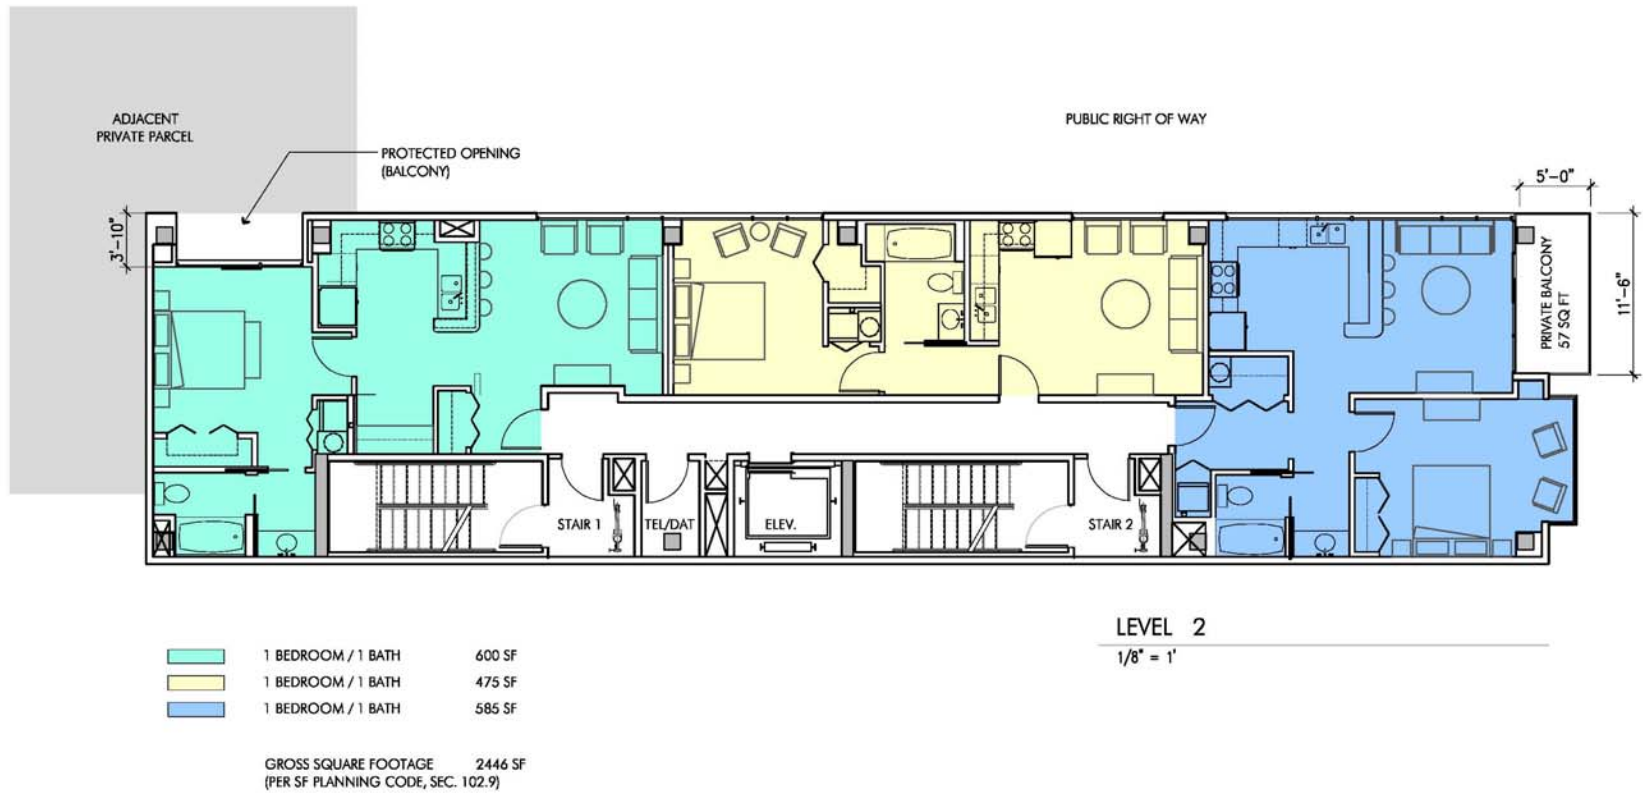 ADJACENT
PRIVATE PARCEL
PUBLIC RIGHT OF WAY
PROTECTED OPENING
(BALCONY)
5'-0"
3'-10"
PRIVATE BALCONY
57 SQ FT
11'-6"
STAIR 1
TEL/DAT
ELEV.
STAIR 2
LEVEL 2
1/8" = 1'
1 BEDROOM / 1 BATH 600 SF
1 BEDROOM / 1 BATH 475 SF
1 BEDROOM / 1 BATH 585 SF
GROSS SQUARE FOOTAGE 2446 SF
(PER SF PLANNING CODE, SEC. 102.9)